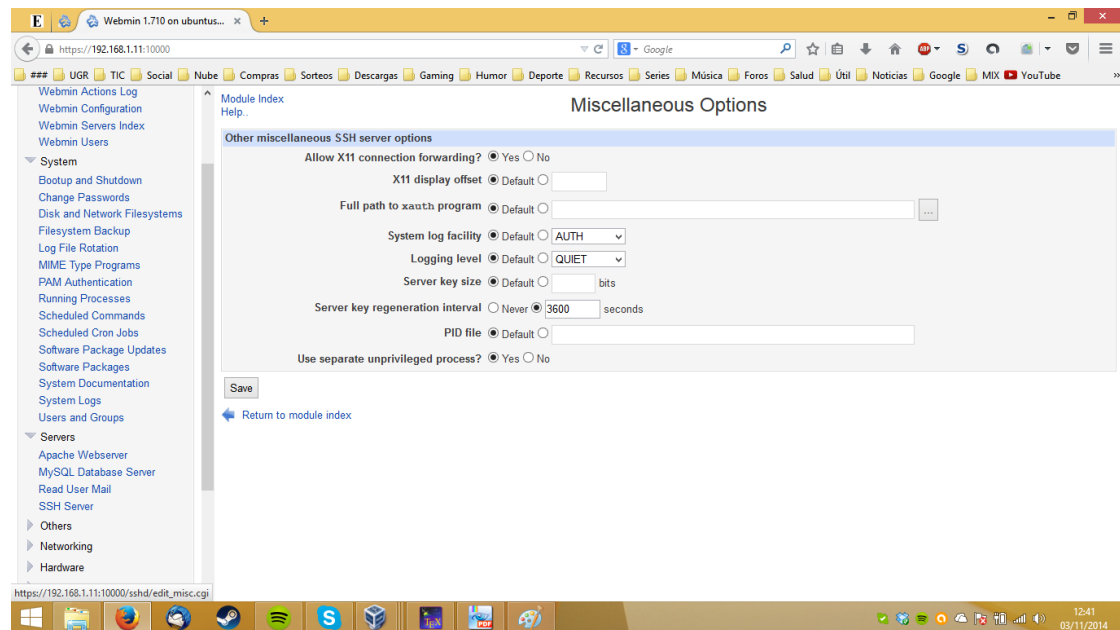 E
Webmin 1.710 on ubuntus... ×
+
https://192.168.1.11:10000
Google
ABP
S)
### UGR TIC Social Nube Compras Sorteos Descargas Gaming Humor Deporte Recursos Series Música Foros Salud Útil Noticias Google MIX YouTube »
Webmin Actions Log
Webmin Configuration
Webmin Servers Index
Webmin Users
System
Bootup and Shutdown
Change Passwords
Disk and Network Filesystems
Filesystem Backup
Log File Rotation
MIME Type Programs
PAM Authentication
Running Processes
Scheduled Commands
Scheduled Cron Jobs
Software Package Updates
Software Packages
System Documentation
System Logs
Users and Groups
Servers
Apache Webserver
MySQL Database Server
Read User Mail
SSH Server
Others
Networking
Hardware
https://192.168.1.11:10000/sshd/edit_misc.cgi
Module Index
Help..
Miscellaneous Options
Other miscellaneous SSH server options
Allow X11 connection forwarding? Yes No
X11 display offset Default
Full path to xauth program Default ...
System log facility Default AUTH
Logging level Default QUIET
Server key size Default bits
Server key regeneration interval Never 3600 seconds
PID file Default
Use separate unprivileged process? Yes No
Save
Return to module index
S
TEX
PDF
12:41
03/11/2014